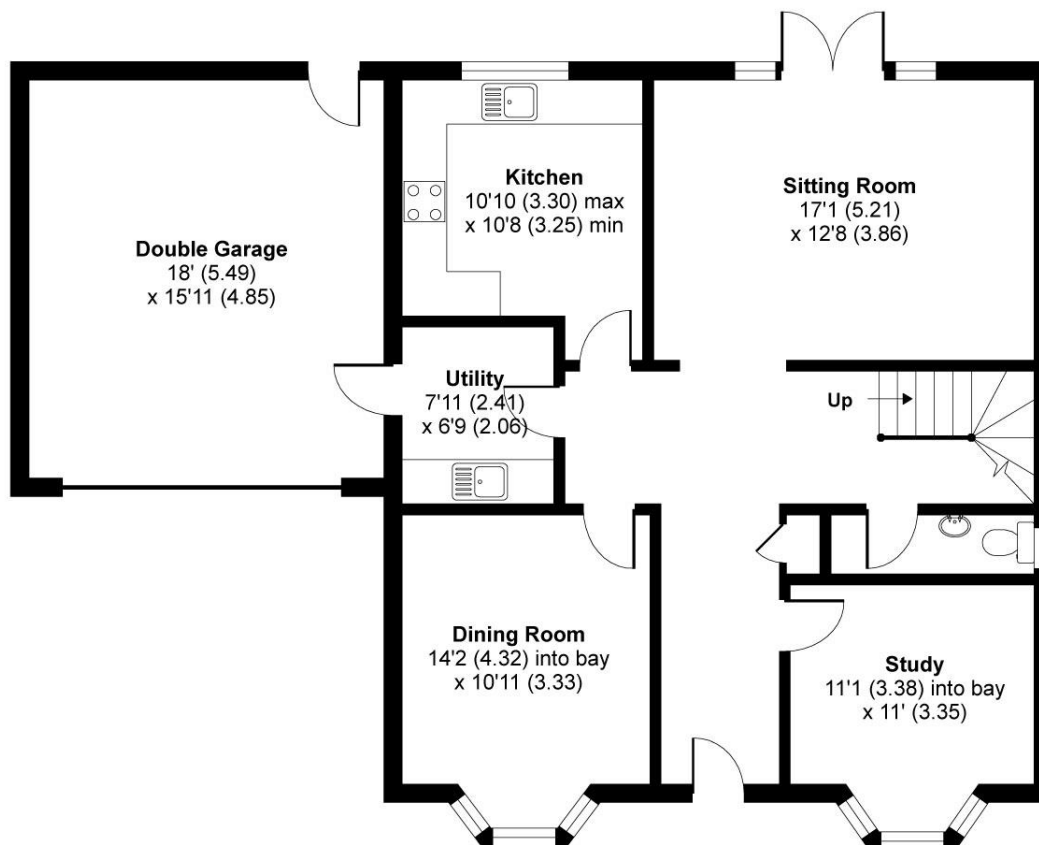 Kitchen
10'10 (3.30) max
x 10'8 (3.25) min
Sitting Room
17'1 (5.21)
x 12'8 (3.86)
Double Garage
18' (5.49)
x 15'11 (4.85)
Utility
7'11 (2.41)
x 6'9 (2.06)
Up
Dining Room
14'2 (4.32) into bay
x 10'11 (3.33)
Study
11'1 (3.38) into bay
x 11' (3.35)